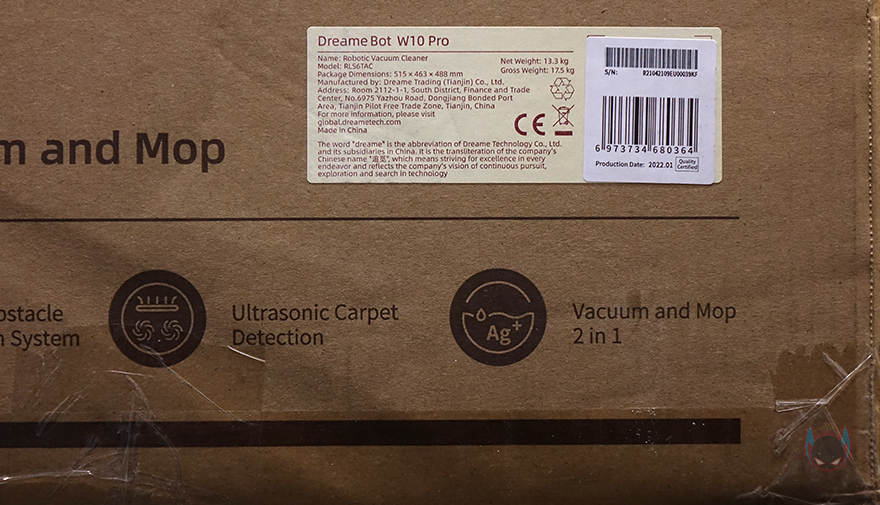 DreameBot W10 Pro
Name: Robotic Vacuum Cleaner
Model: RLS6TAC
Package Dimensions: 515 × 463 × 488 mm
Manufactured by: Dreame Trading (Tianjin) Co., Ltd.
Address: Room 2112-1-1, South District, Finance and Trade
Center, No.6975 Yazhou Road, Dongjiang Bonded Port
Area, Tianjin Pilot Free Trade Zone, Tianjin, China
For more information, please visit
global.dreametech.com
Made in China
Net Weight: 13.3 kg
Gross Weight: 17.5 kg
CE
The word "dreame" is the abbreviation of Dreame Technology Co., Ltd.
and its subsidiaries in China. It is the transliteration of the company's
Chinese name "追觅", which means striving for excellence in every
endeavor and reflects the company's vision of continuous pursuit,
exploration and search in technology
S/N: R21042109EU00039KF
6 973734 680364
Production Date: 2022.01
Quality
Certified
m and Mop
bstacle
n System
Ultrasonic Carpet
Detection
Ag+
Vacuum and Mop
2 in 1